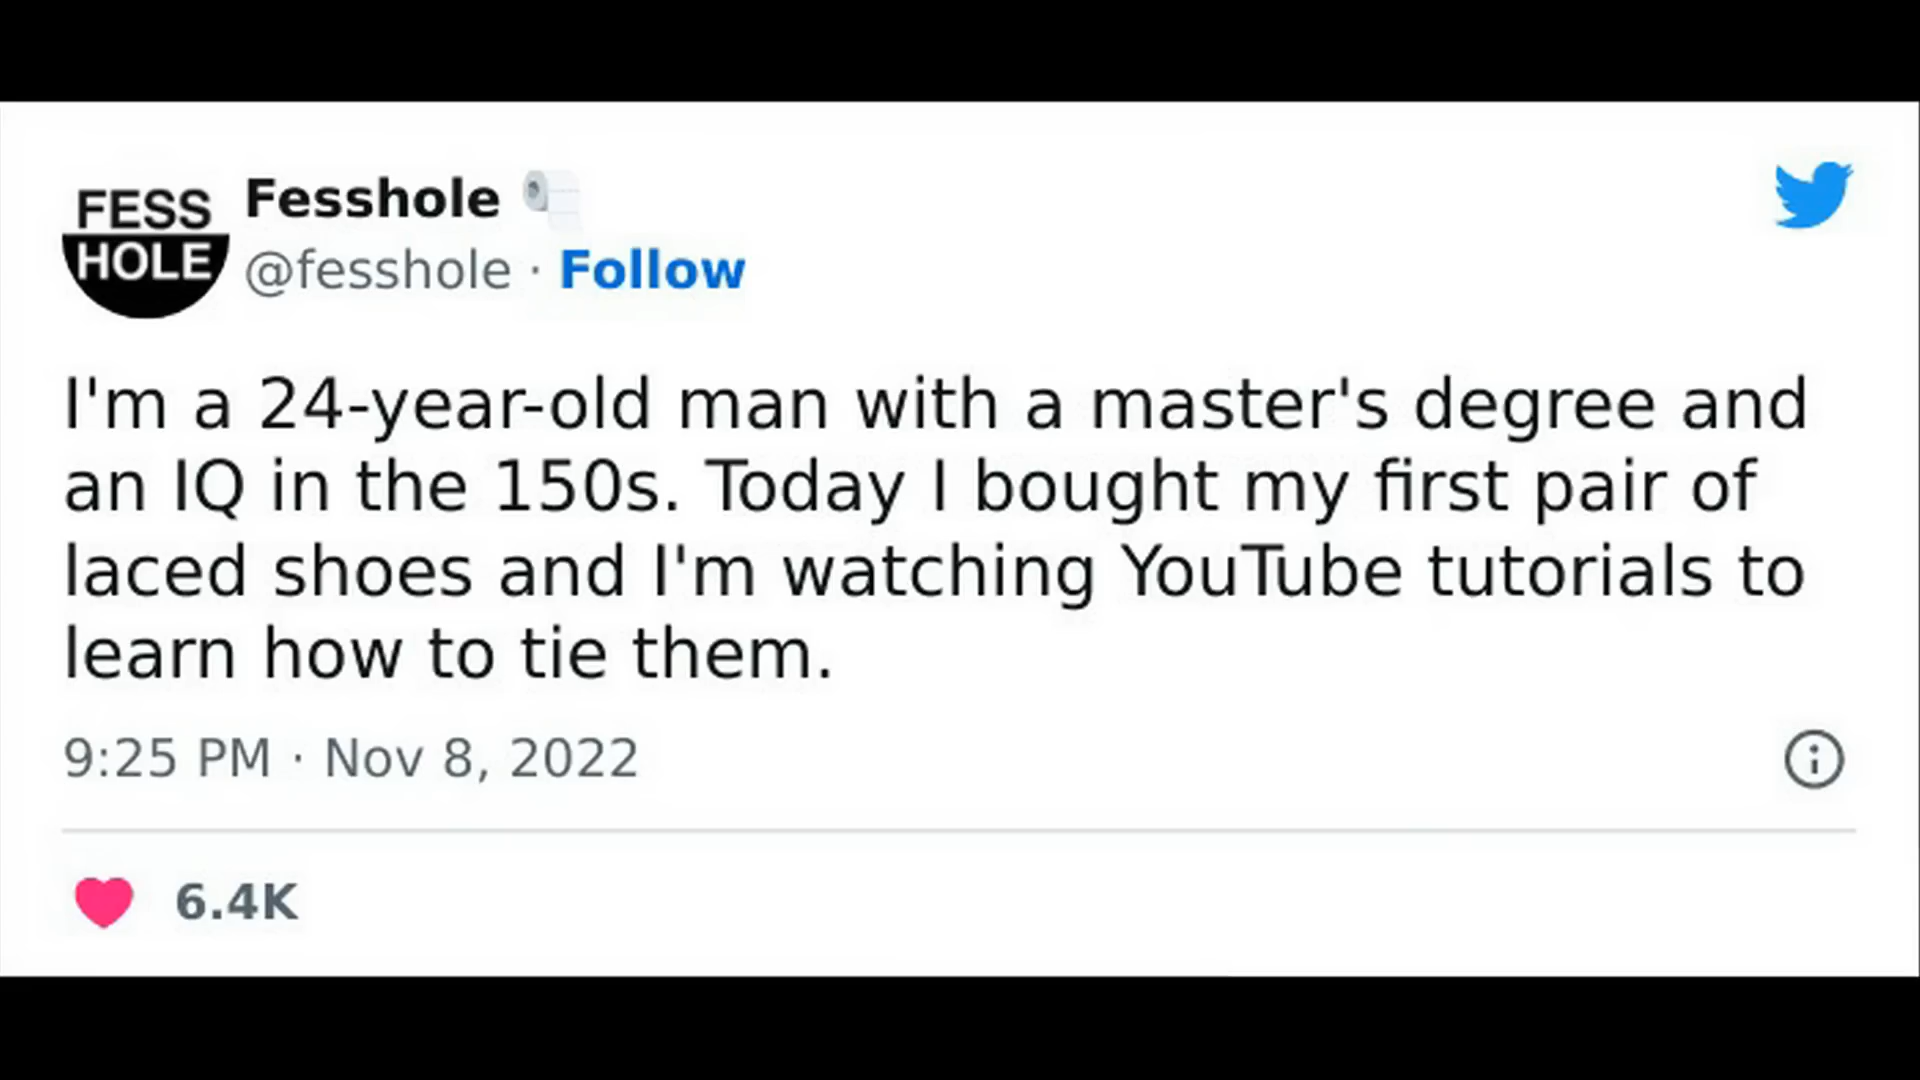 FESS
HOLE
Fesshole 🧻
@fesshole · Follow
I'm a 24-year-old man with a master's degree and
an IQ in the 150s. Today I bought my first pair of
laced shoes and I'm watching YouTube tutorials to
learn how to tie them.
9:25 PM · Nov 8, 2022
6.4K